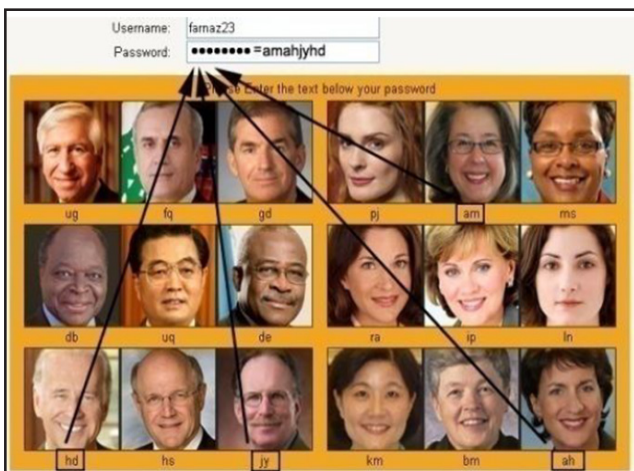 Username: farnaz23
Password: ●●●●●●●● =amahjyhd
Please Enter the text below your password
ug fq gd pj am ms
db uq de ra ip ln
hd hs jy km bm ah